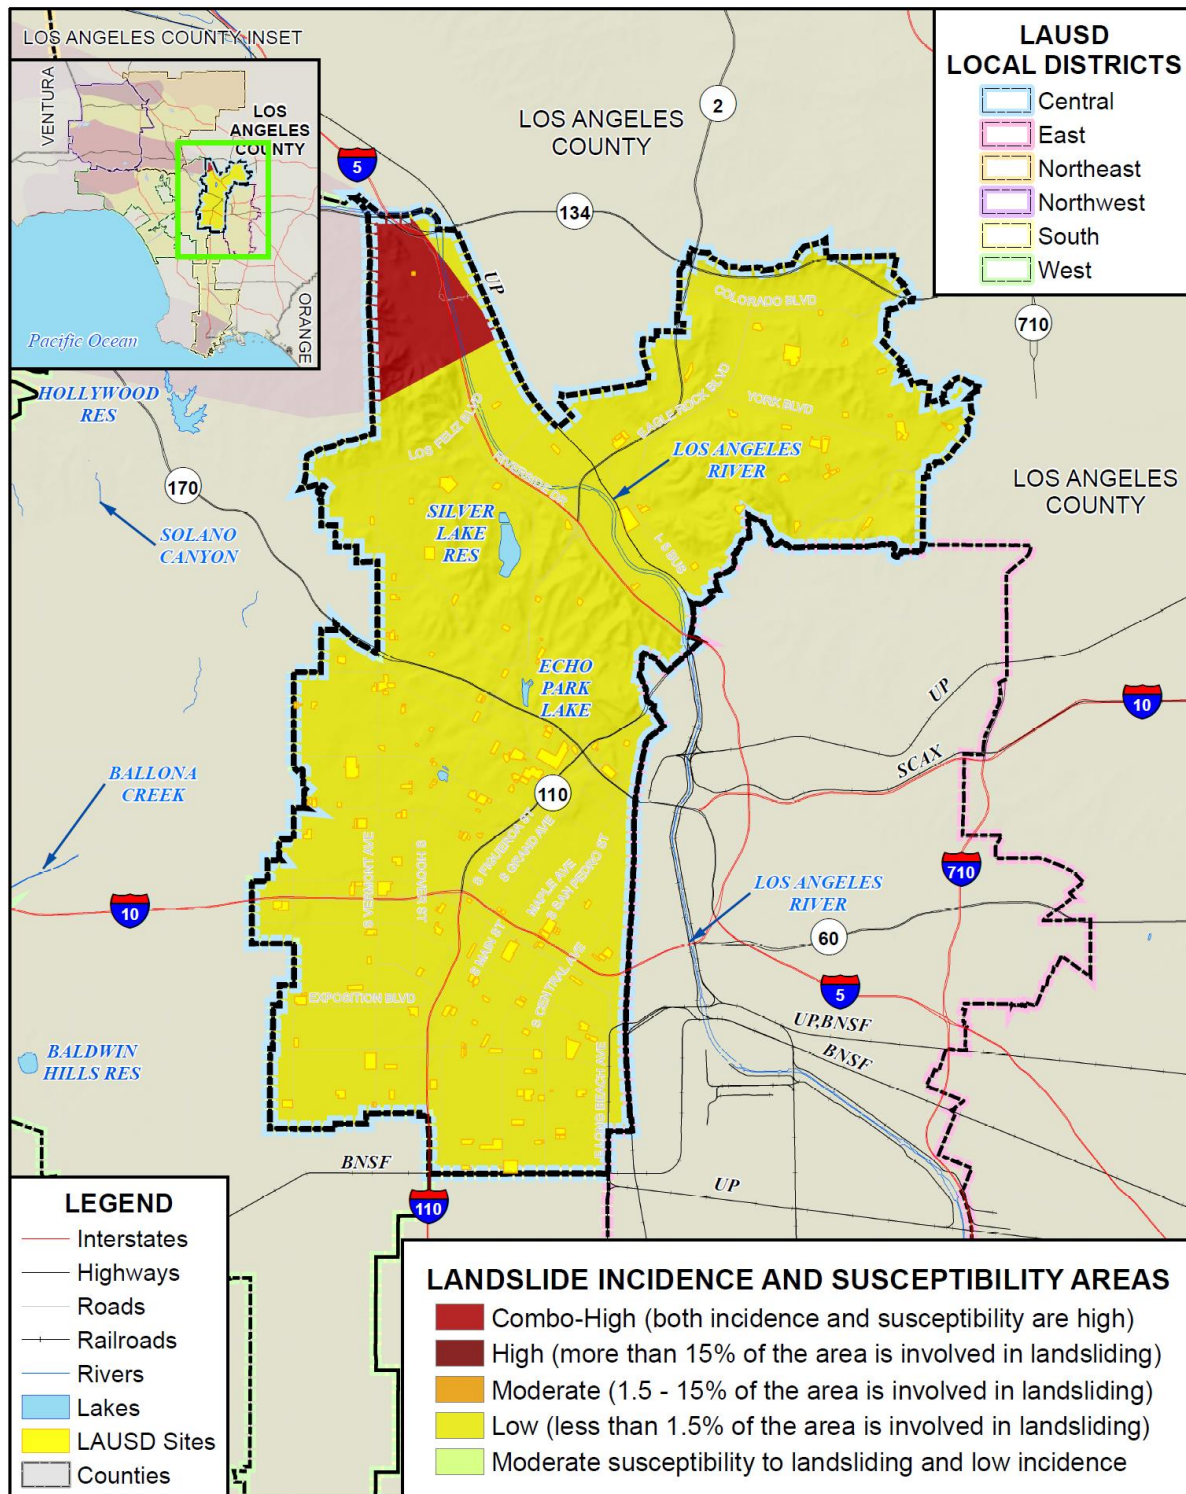 LOS ANGELES COUNTY INSET
VENTURA
LOS
ANGELES
COUNTY
ORANGE
Pacific Ocean
LAUSD
LOCAL DISTRICTS
Central
East
Northeast
Northwest
South
West
LOS ANGELES
COUNTY
2
5
134
UP
710
COLORADO BLVD
HOLLYWOOD
RES
EAGLE ROCK BLVD
YORK BLVD
LOS FELIZ BLVD
LOS ANGELES
RIVER
RIVERSIDE DR
LOS ANGELES
COUNTY
170
SILVER
LAKE
RES
SOLANO
CANYON
I- 5 BUS
ECHO
PARK
LAKE
UP
10
SCAX
BALLONA
CREEK
110
S FIGUEROA ST
S GRAND AVE
S VERMONT AVE
S HOOVER ST
MAPLE AVE
S SAN PEDRO ST
710
10
LOS ANGELES
RIVER
60
S MAIN ST
S CENTRAL AVE
EXPOSITION BLVD
5
UP,BNSF
BNSF
BALDWIN
HILLS RES
S LONG BEACH AVE
BNSF
UP
110
LEGEND
Interstates
Highways
Roads
Railroads
Rivers
Lakes
LAUSD Sites
Counties
LANDSLIDE INCIDENCE AND SUSCEPTIBILITY AREAS
Combo-High (both incidence and susceptibility are high)
High (more than 15% of the area is involved in landsliding)
Moderate (1.5 - 15% of the area is involved in landsliding)
Low (less than 1.5% of the area is involved in landsliding)
Moderate susceptibility to landsliding and low incidence